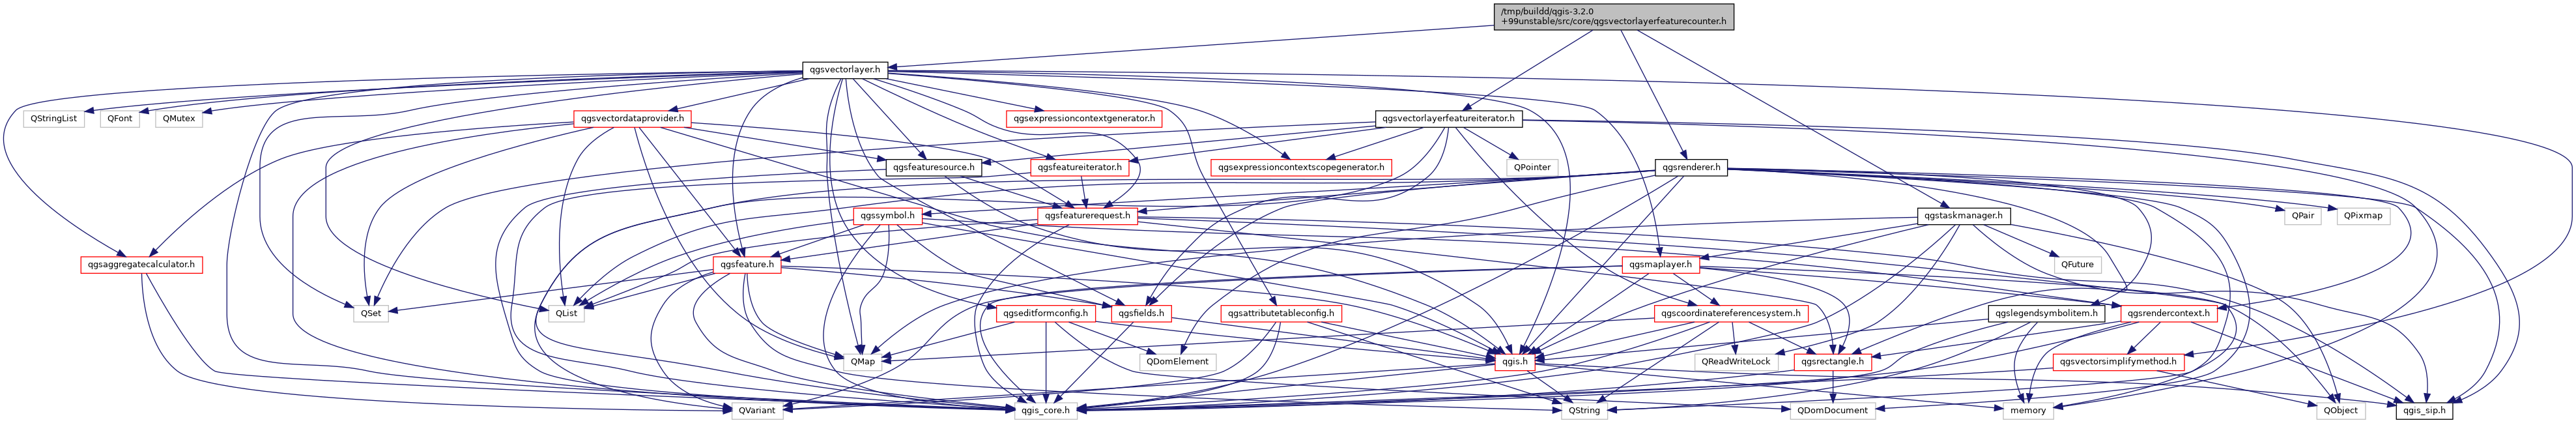 /tmp/buildd/qgis-3.2.0
+99unstable/src/core/qgsvectorlayerfeaturecounter.h
qgsvectorlayer.h
QStringList
QFont
QMutex
qgsvectordataprovider.h
qgsexpressioncontextgenerator.h
qgsvectorlayerfeatureiterator.h
qgsfeaturesource.h
qgsfeatureiterator.h
qgsexpressioncontextscopegenerator.h
QPointer
qgsrenderer.h
qgssymbol.h
qgsfeaturerequest.h
qgstaskmanager.h
QPair
QPixmap
qgsaggregatecalculator.h
qgsfeature.h
qgsmaplayer.h
QFuture
QSet
QList
qgseditformconfig.h
qgsfields.h
qgsattributetableconfig.h
qgscoordinatereferencesystem.h
qgslegendsymbolitem.h
qgsrendercontext.h
QMap
QDomElement
qgis.h
QReadWriteLock
qgsrectangle.h
qgsvectorsimplifymethod.h
QVariant
qgis_core.h
QString
QDomDocument
memory
QObject
qgis_sip.h